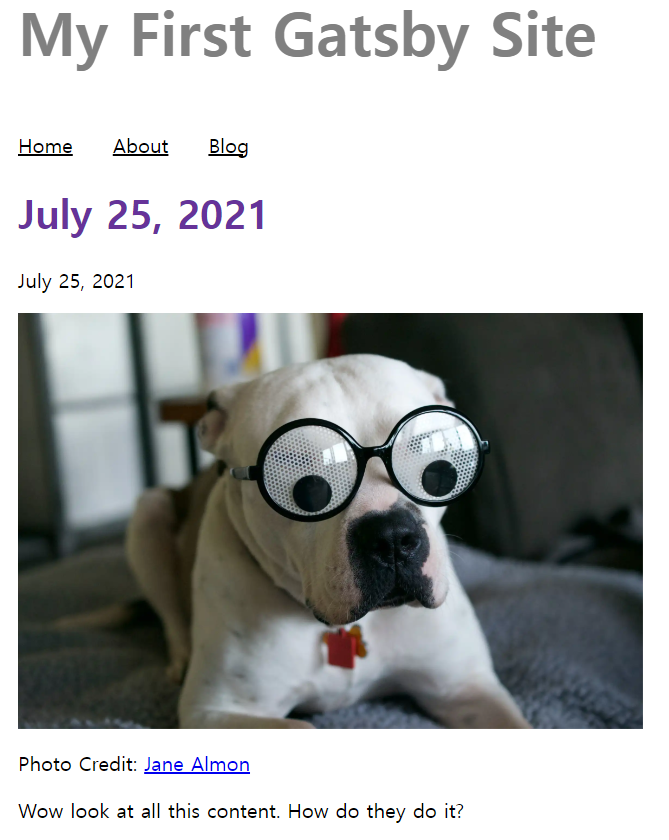 My First Gatsby Site
Home About Blog
July 25, 2021
July 25, 2021
Photo Credit: Jane Almon
Wow look at all this content. How do they do it?